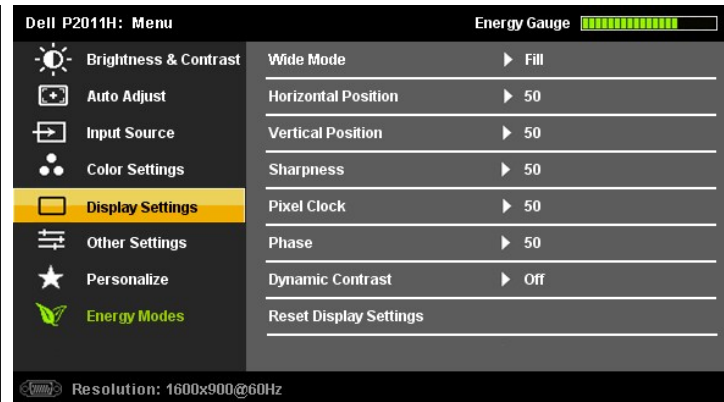 Dell P2011H: Menu Energy Gauge
Brightness & Contrast Wide Mode Fill
Auto Adjust Horizontal Position 50
Input Source Vertical Position 50
Color Settings Sharpness 50
Display Settings Pixel Clock 50
Other Settings Phase 50
Personalize Dynamic Contrast Off
Energy Modes Reset Display Settings
Resolution: 1600x900@60Hz